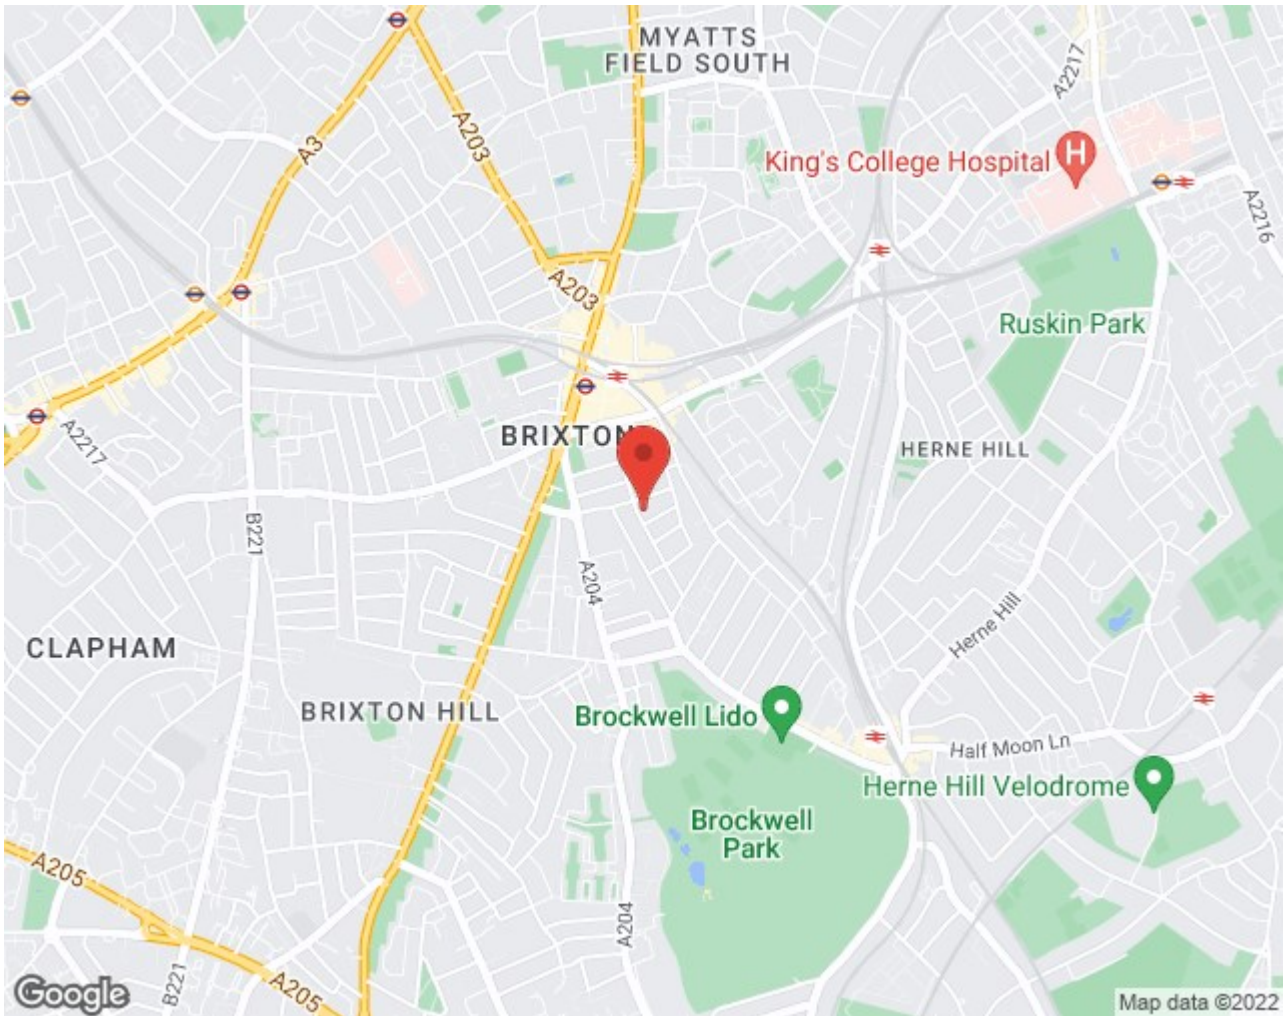 MYATTS
FIELD SOUTH
A2217
A3
A203
King's College Hospital
H
A2216
A203
Ruskin Park
BRIXTON
A2217
HERNE HILL
B221
A204
Herne Hill
CLAPHAM
BRIXTON HILL
Brockwell Lido
Half Moon Ln
Herne Hill Velodrome
Brockwell
Park
A205
A204
B221
A205
Google
Map data ©2022